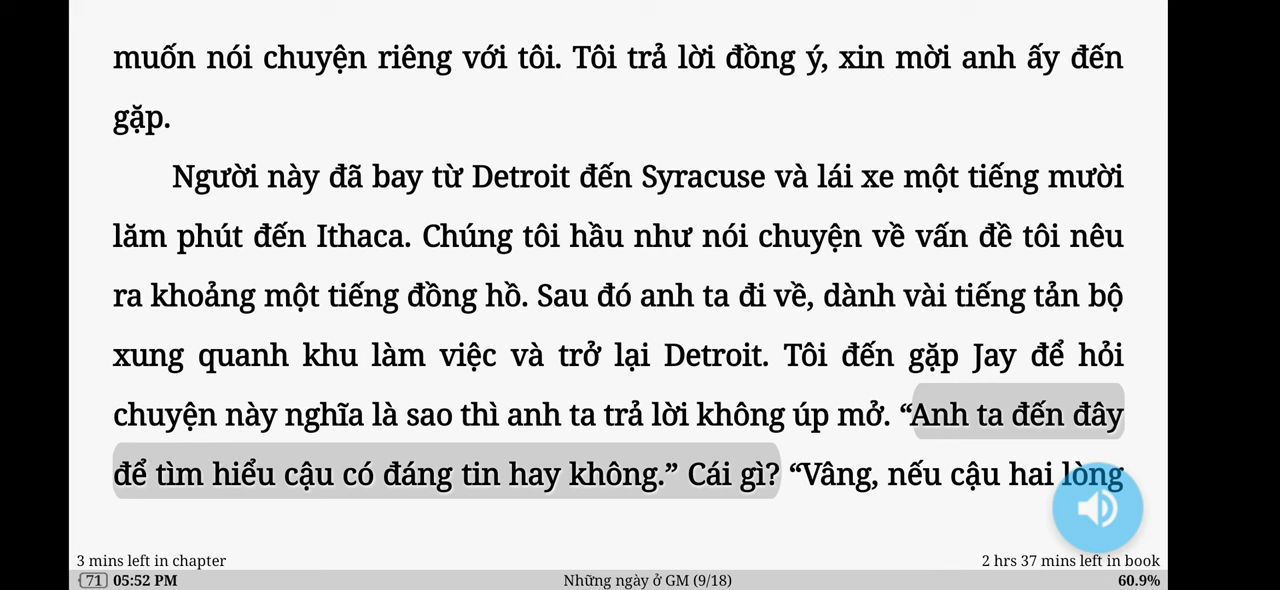 muốn nói chuyện riêng với tôi. Tôi trả lời đồng ý, xin mời anh ấy đến
gặp.
Người này đã bay từ Detroit đến Syracuse và lái xe một tiếng mười
lăm phút đến Ithaca. Chúng tôi hầu như nói chuyện về vấn đề tôi nêu
ra khoảng một tiếng đồng hồ. Sau đó anh ta đi về, dành vài tiếng tản bộ
xung quanh khu làm việc và trở lại Detroit. Tôi đến gặp Jay để hỏi
chuyện này nghĩa là sao thì anh ta trả lời không úp mở. “Anh ta đến đây
để tìm hiểu cậu có đáng tin hay không.” Cái gì? “Vâng, nếu cậu hai lòng
3 mins left in chapter
2 hrs 37 mins left in book
71 05:52 PM
Những ngày ở GM (9/18)
60.9%